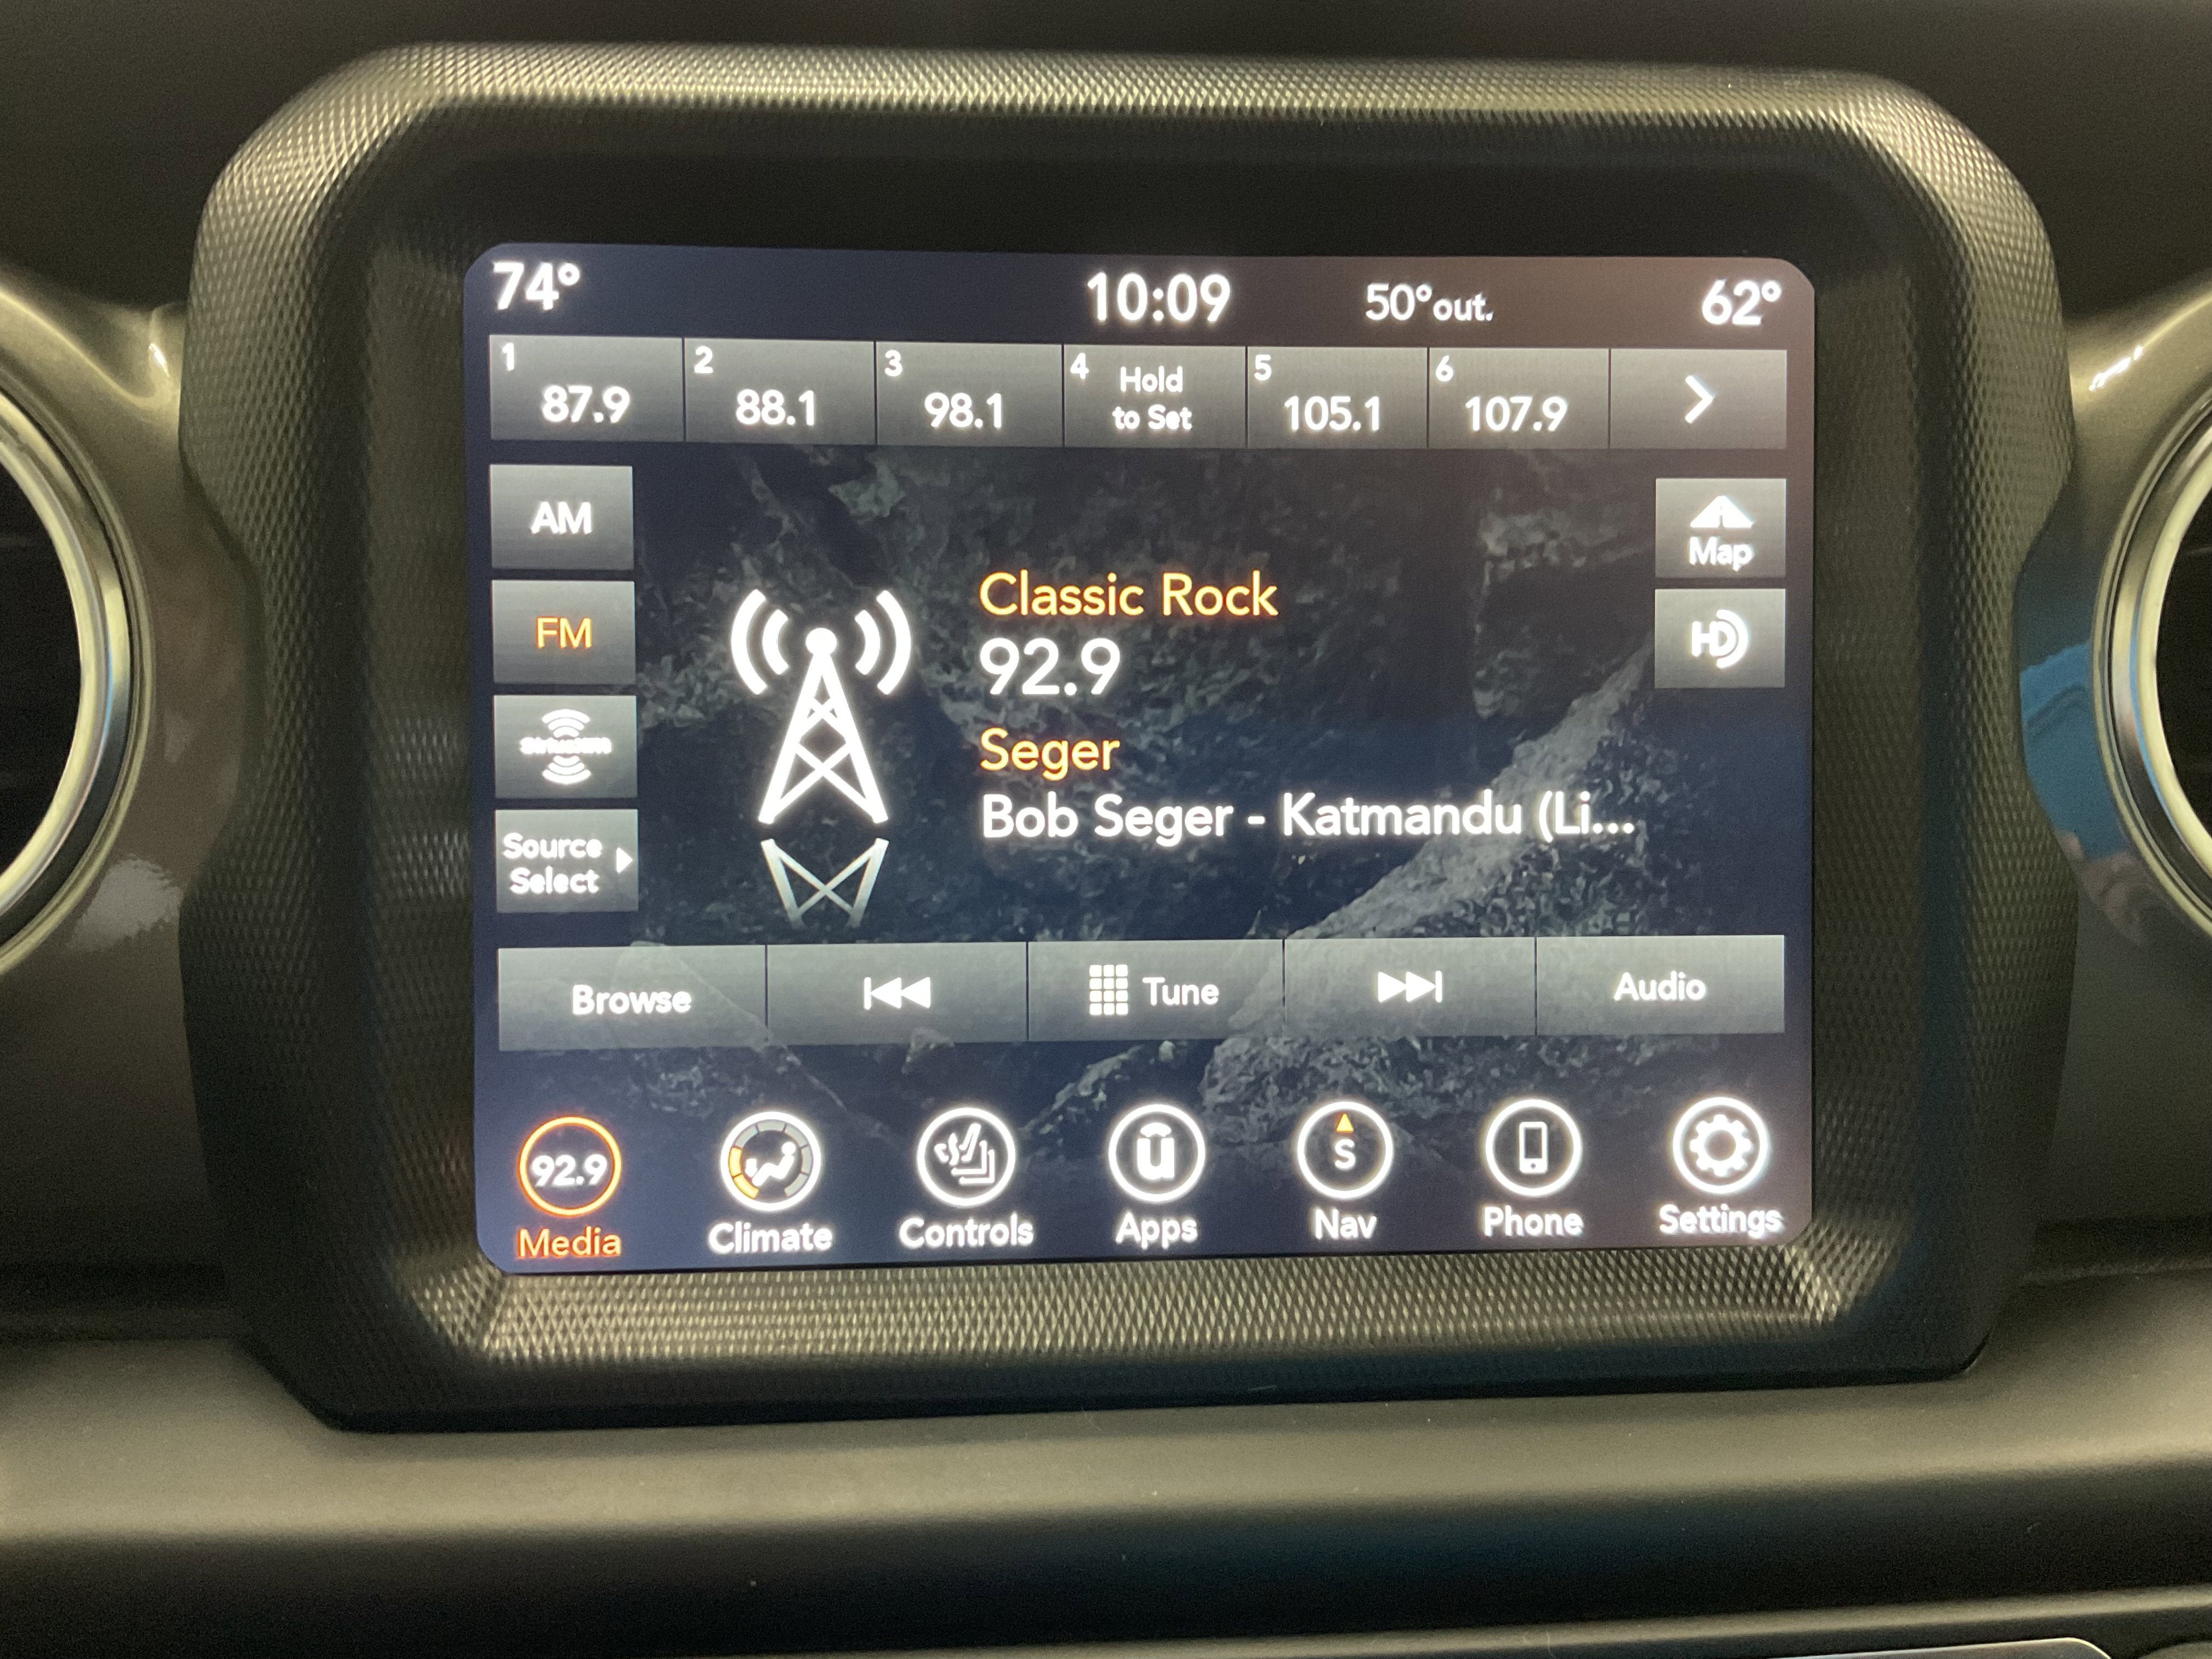 74° 10:09 50°out. 62°
1 87.9
2 88.1
3 98.1
4 Hold
to Set
5 105.1
6 107.9
AM
FM
SiriusXM
Source
Select
Classic Rock
92.9
Seger
Bob Seger - Katmandu (Li...
Map
HD
Browse
Tune
Audio
92.9
Media
Climate
Controls
u
Apps
S
Nav
Phone
Settings